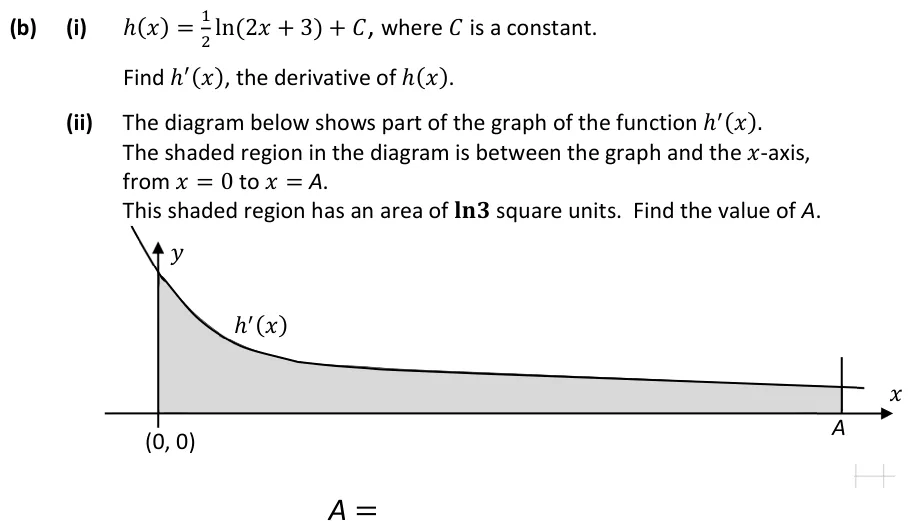 (b) (i) h(x) = 1/2 ln(2x + 3) + C, where C is a constant.
Find h′(x), the derivative of h(x).
(ii) The diagram below shows part of the graph of the function h′(x).
The shaded region in the diagram is between the graph and the x-axis,
from x = 0 to x = A.
This shaded region has an area of ln3 square units. Find the value of A.
y
h′(x)
x
(0, 0)
A
A =